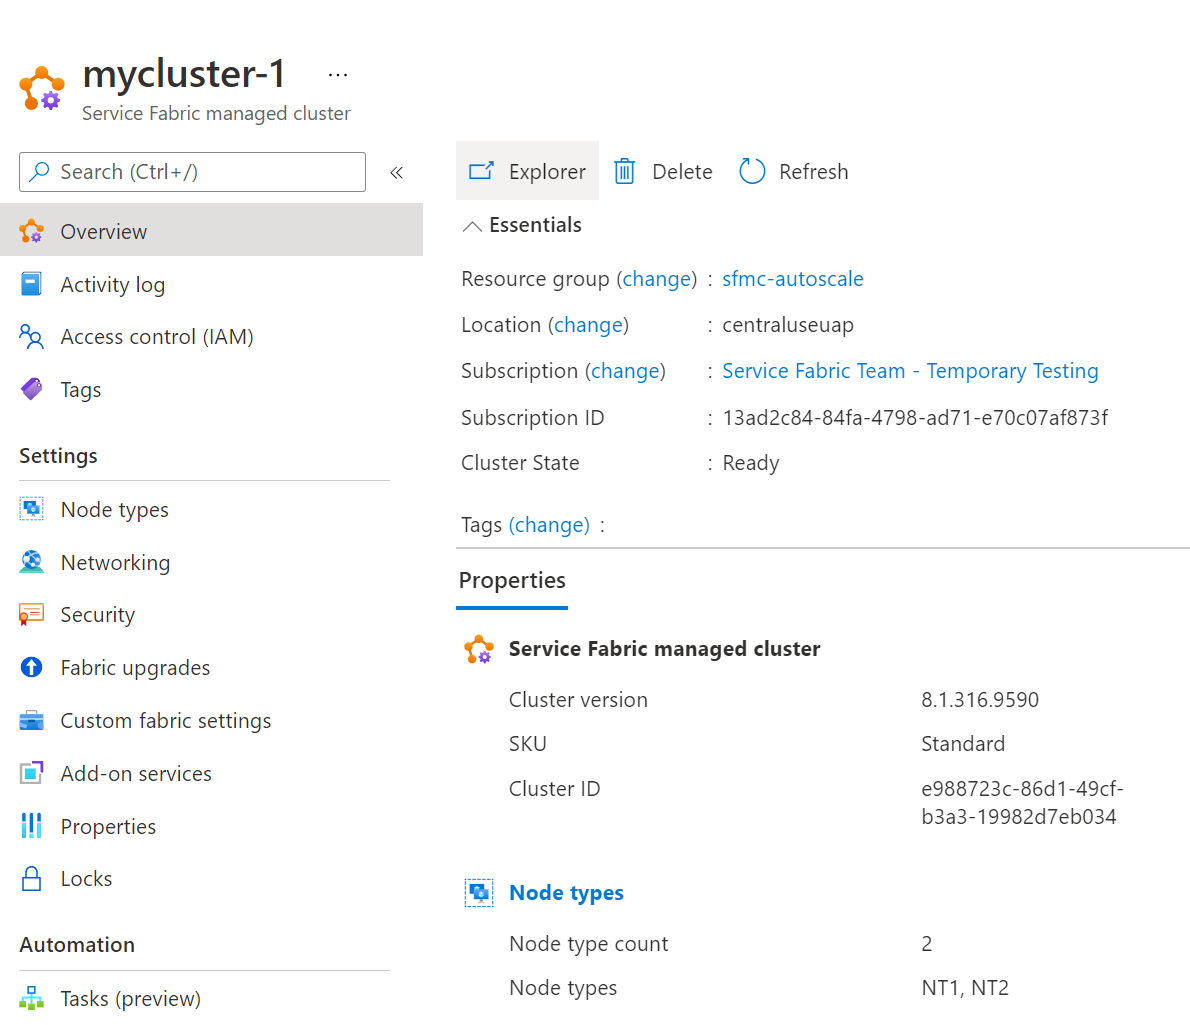 mycluster-1 ...
Service Fabric managed cluster
Search (Ctrl+/)
«
Overview
Activity log
Access control (IAM)
Tags
Settings
Node types
Networking
Security
Fabric upgrades
Custom fabric settings
Add-on services
Properties
Locks
Automation
Tasks (preview)
Explorer Delete Refresh
Essentials
Resource group (change) : sfmc-autoscale
Location (change) : centraluseuap
Subscription (change) : Service Fabric Team - Temporary Testing
Subscription ID : 13ad2c84-84fa-4798-ad71-e70c07af873f
Cluster State : Ready
Tags (change) :
Properties
Service Fabric managed cluster
Cluster version 8.1.316.9590
SKU Standard
Cluster ID e988723c-86d1-49cf-
b3a3-19982d7eb034
Node types
Node type count 2
Node types NT1, NT2